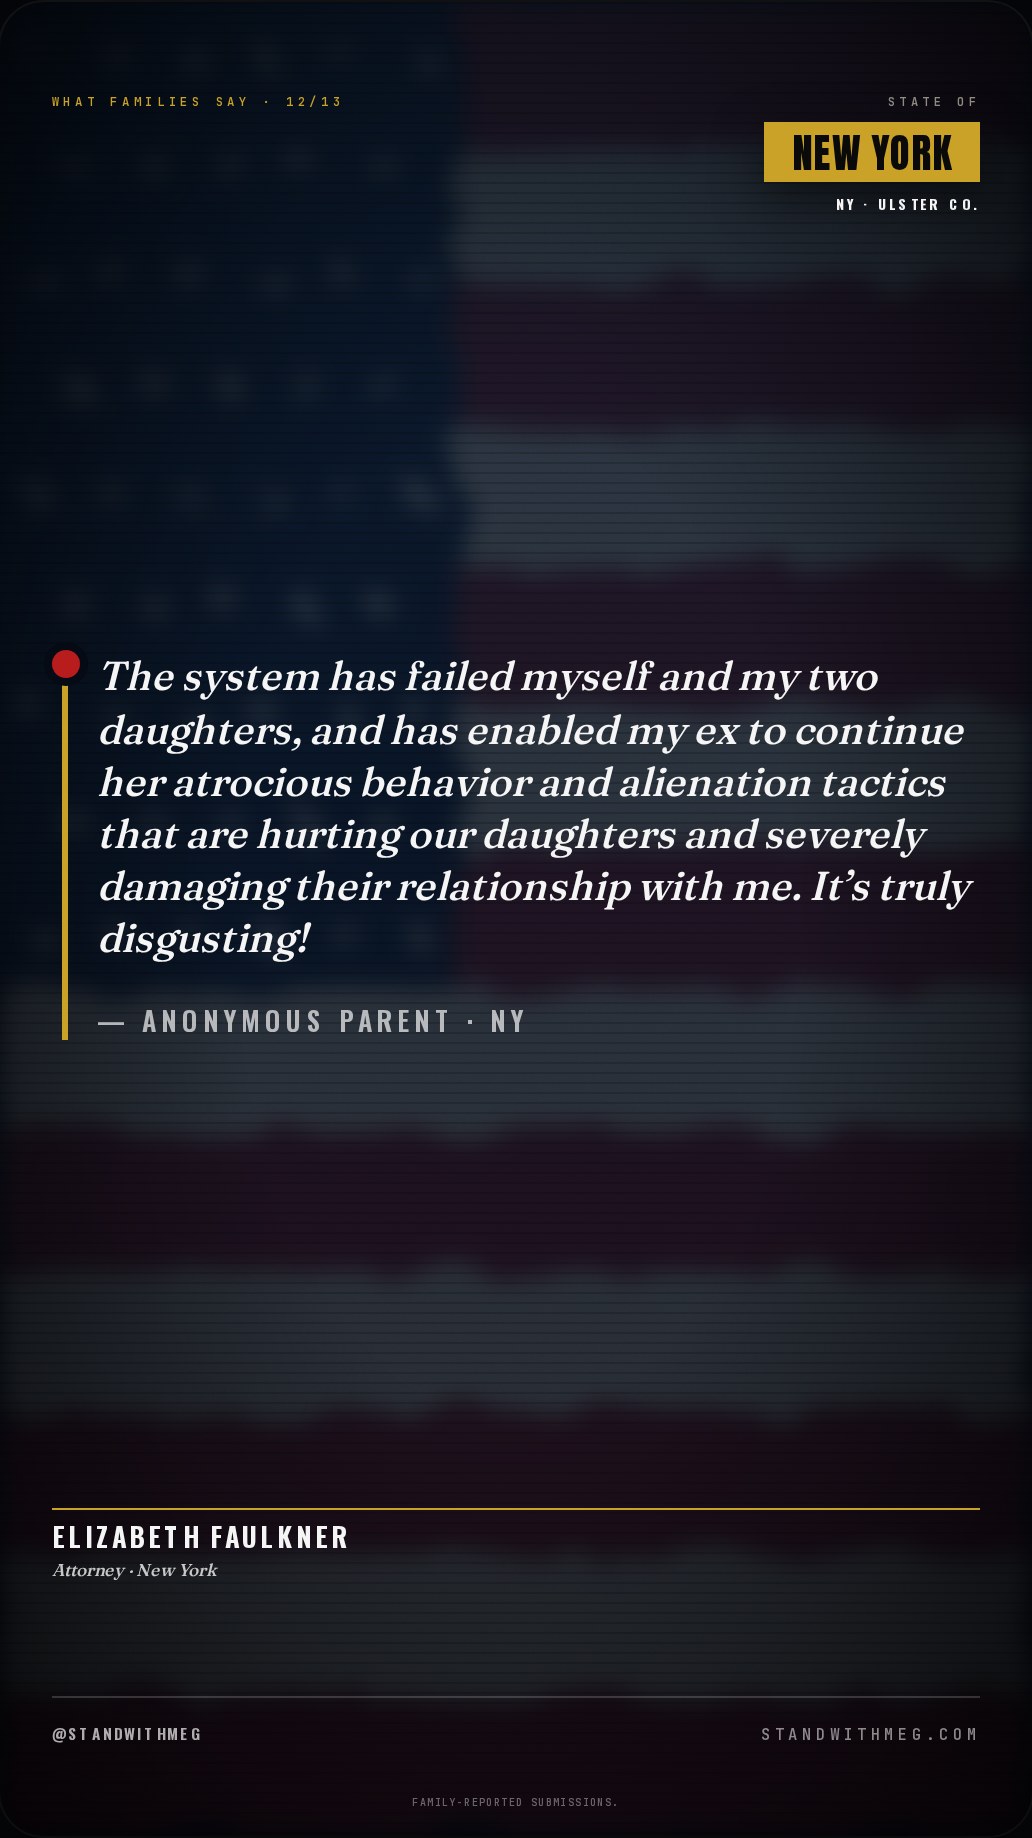 WHAT FAMILIES SAY · 12/13
STATE OF
NEW YORK
NY · ULSTER CO.
The system has failed myself and my two
daughters, and has enabled my ex to continue
her atrocious behavior and alienation tactics
that are hurting our daughters and severely
damaging their relationship with me. It’s truly
disgusting!
— ANONYMOUS PARENT · NY
ELIZABETH FAULKNER
Attorney · New York
@STANDWITHMEG
STANDWITHMEG.COM
FAMILY-REPORTED SUBMISSIONS.